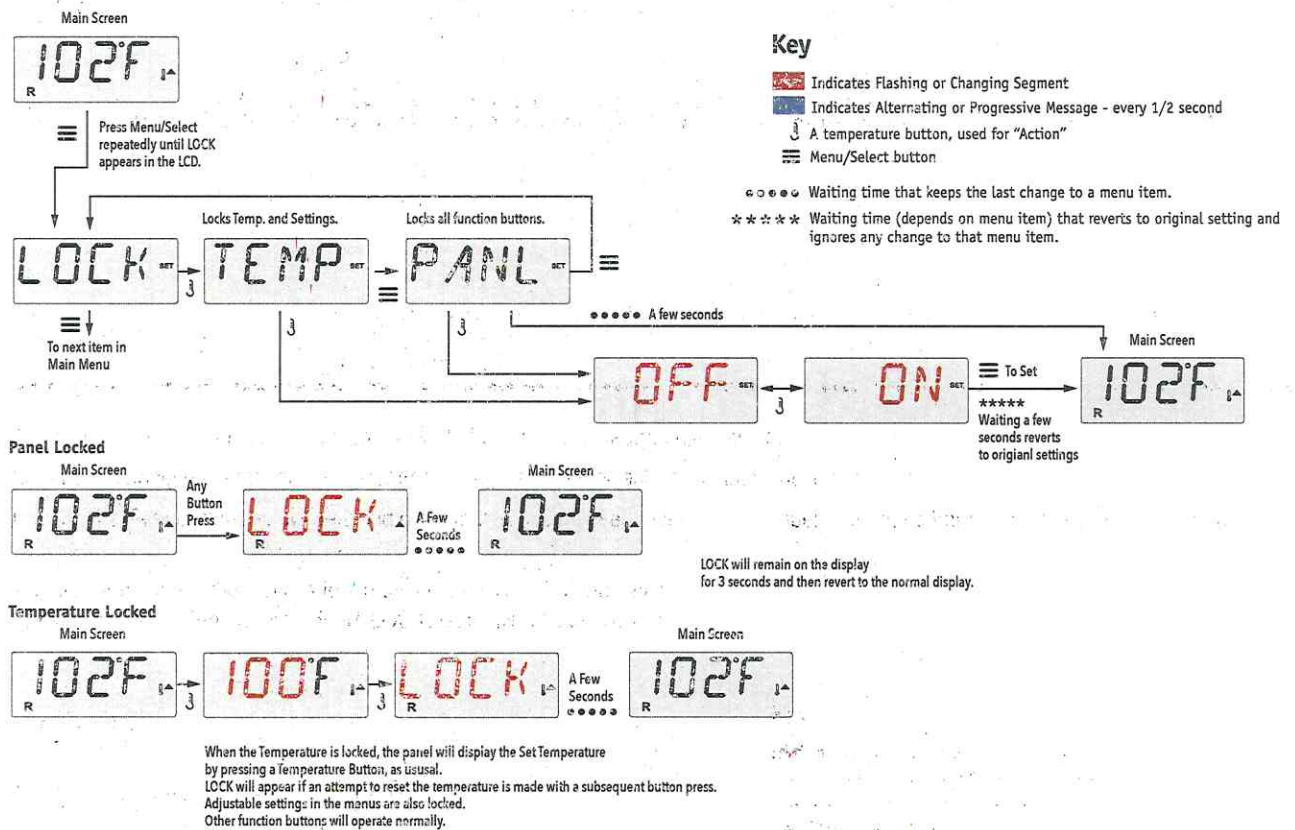 Main Screen
102°F
R
Press Menu/Select
repeatedly until LOCK
appears in the LCD.
Key
Indicates Flashing or Changing Segment
Indicates Alternating or Progressive Message - every 1/2 second
A temperature button, used for "Action"
Menu/Select button
Waiting time that keeps the last change to a menu item.
***** Waiting time (depends on menu item) that reverts to original setting and
ignores any change to that menu item.
Locks Temp. and Settings.
Locks all function buttons.
LOCK SET
TEMP SET
PANL SET
To next item in
Main Menu
A few seconds
Main Screen
OFF SET
ON SET
To Set
*****
Waiting a few
seconds reverts
to origianl settings
102°F
R
Panel Locked
Main Screen
102°F
R
Any
Button
Press
LOCK
R
A Few
Seconds
Main Screen
102°F
R
LOCK will remain on the display
for 3 seconds and then revert to the normal display.
Temperature Locked
Main Screen
102°F
R
100°F
LOCK
R
A Few
Seconds
Main Screen
102°F
R
When the Temperature is locked, the panel will display the Set Temperature
by pressing a Temperature Button, as ususal.
LOCK will appear if an attempt to reset the temperature is made with a subsequent button press.
Adjustable settings in the manus are also locked.
Other function buttons will operate normally.